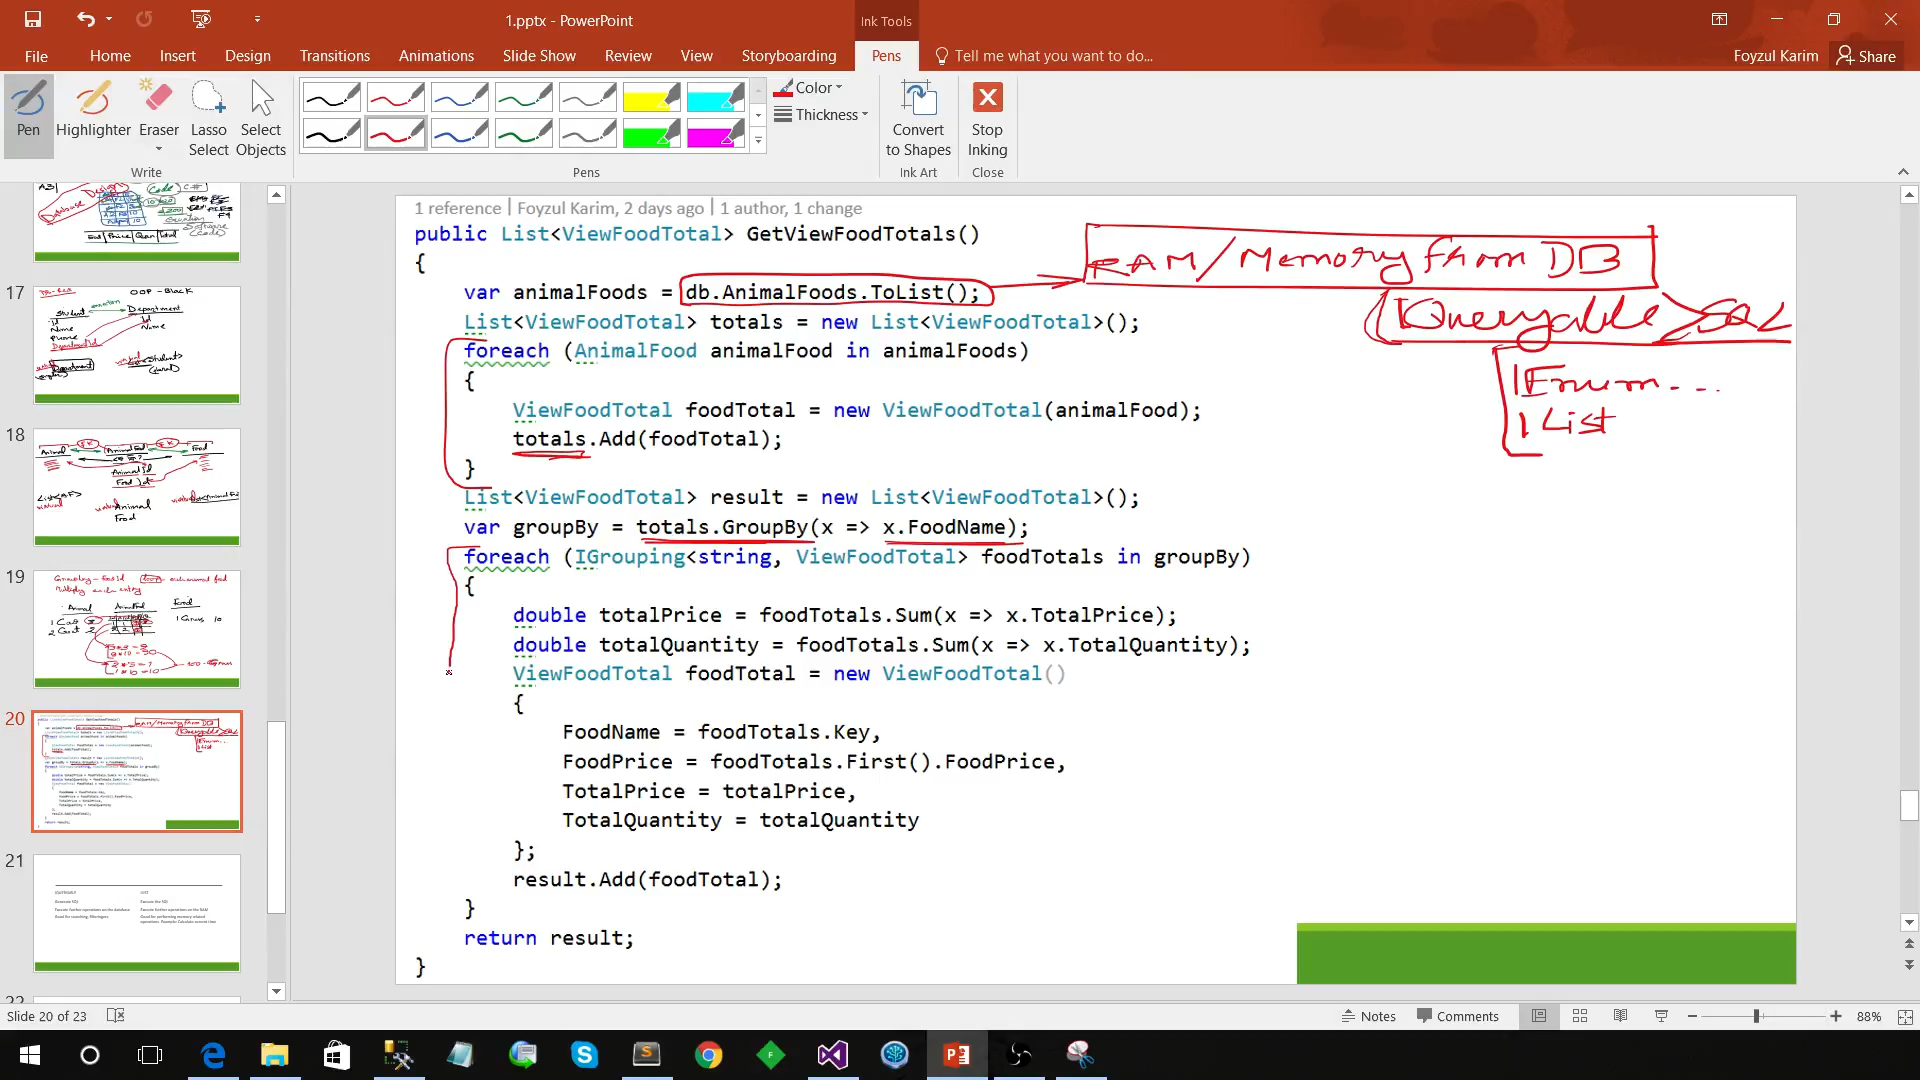 1.pptx - PowerPoint
Ink Tools
File Home Insert Design Transitions Animations Slide Show Review View Storyboarding Pens Tell me what you want to do... Foyzul Karim Share
Pen
Highlighter
Eraser
Lasso Select
Select Objects
Color
Thickness
Convert to Shapes
Stop Inking
Write
Pens
Ink Art
Close
1 reference | Foyzul Karim, 2 days ago | 1 author, 1 change
public List<ViewFoodTotal> GetViewFoodTotals()
{
var animalFoods = db.AnimalFoods.ToList();
RAM/Memory from DB
List<ViewFoodTotal> totals = new List<ViewFoodTotal>();
IQueryable SQL
foreach (AnimalFood animalFood in animalFoods)
{
IEnum...
ViewFoodTotal foodTotal = new ViewFoodTotal(animalFood);
IList
totals.Add(foodTotal);
}
List<ViewFoodTotal> result = new List<ViewFoodTotal>();
var groupBy = totals.GroupBy(x => x.FoodName);
foreach (IGrouping<string, ViewFoodTotal> foodTotals in groupBy)
{
double totalPrice = foodTotals.Sum(x => x.TotalPrice);
double totalQuantity = foodTotals.Sum(x => x.TotalQuantity);
ViewFoodTotal foodTotal = new ViewFoodTotal()
{
FoodName = foodTotals.Key,
FoodPrice = foodTotals.First().FoodPrice,
TotalPrice = totalPrice,
TotalQuantity = totalQuantity
};
result.Add(foodTotal);
}
return result;
}
17
18
19
20
21
22
Slide 20 of 23
Notes
Comments
88%